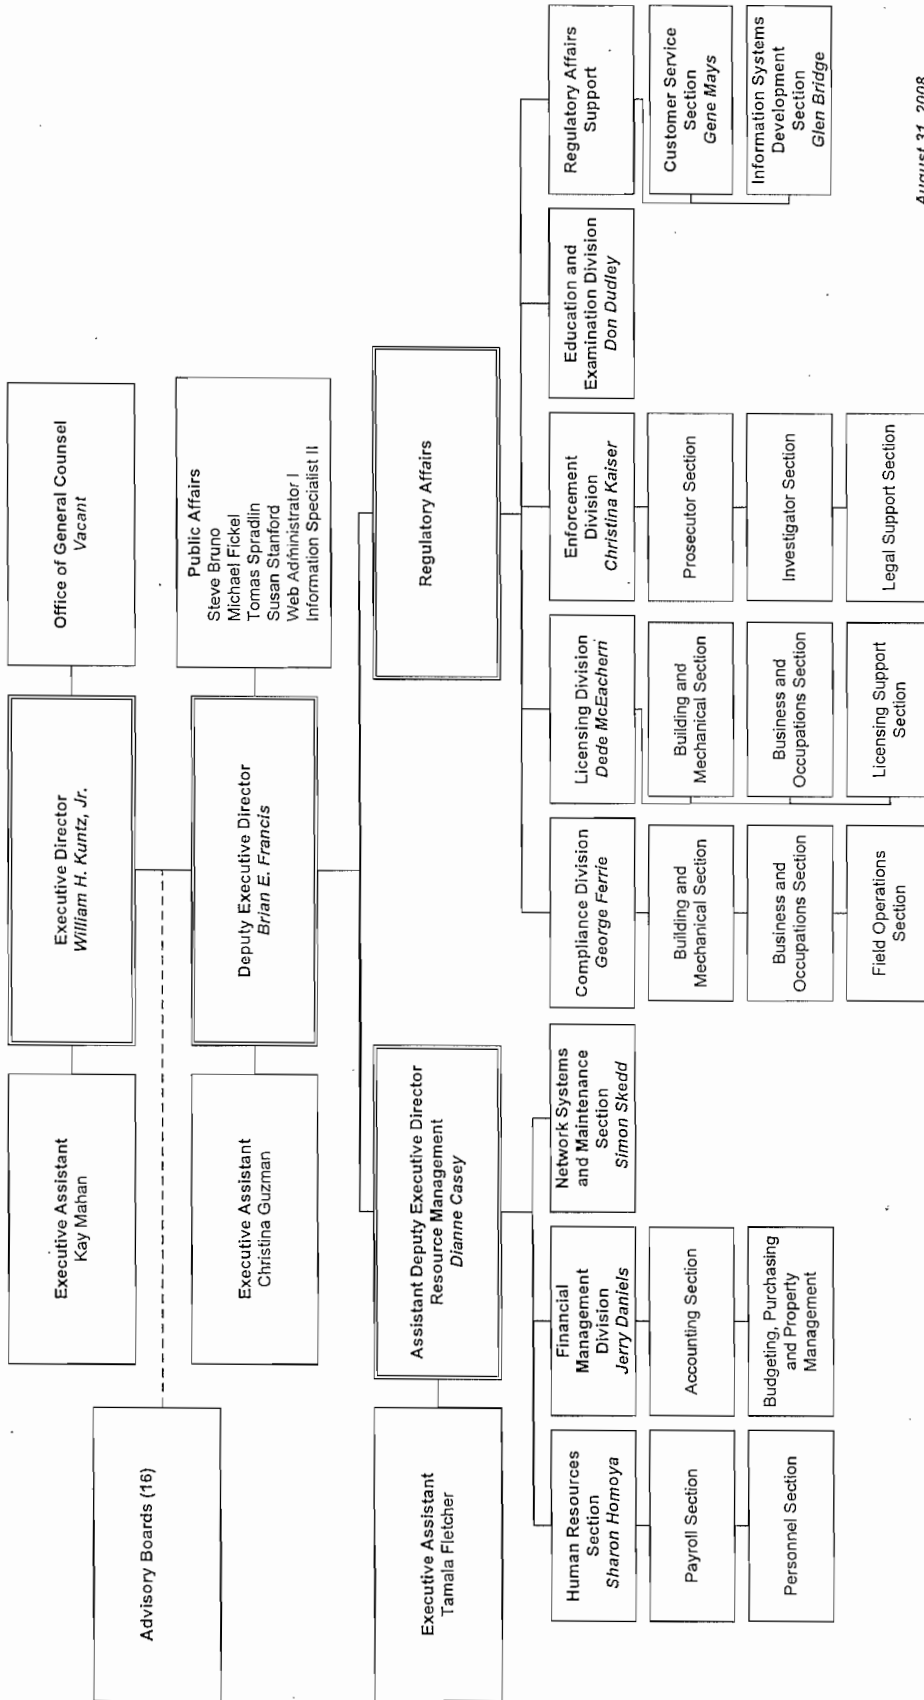 Office of General Counsel
Vacant
Executive Director
William H. Kuntz, Jr.
Executive Assistant
Kay Mahan
Advisory Boards (16)
Public Affairs
Steve Bruno
Michael Fickel
Tomas Spradlin
Susan Stanford
Web Administrator I
Information Specialist II
Deputy Executive Director
Brian E. Francis
Executive Assistant
Christina Guzman
Regulatory Affairs
Assistant Deputy Executive Director
Resource Management
Dianne Casey
Executive Assistant
Tamala Fletcher
Human Resources
Section
Sharon Homoya
Payroll Section
Personnel Section
Financial
Management
Division
Jerry Daniels
Accounting Section
Budgeting, Purchasing
and Property
Management
Network Systems
and Maintenance
Section
Simon Skedd
Compliance Division
George Ferrie
Building and
Mechanical Section
Business and
Occupations Section
Field Operations
Section
Licensing Division
Dede McEachern
Building and
Mechanical Section
Business and
Occupations Section
Licensing Support
Section
Enforcement
Division
Christina Kaiser
Prosecutor Section
Investigator Section
Legal Support Section
Education and
Examination Division
Don Dudley
Regulatory Affairs
Support
Customer Service
Section
Gene Mays
Information Systems
Development
Section
Glen Bridge
August 31, 2008